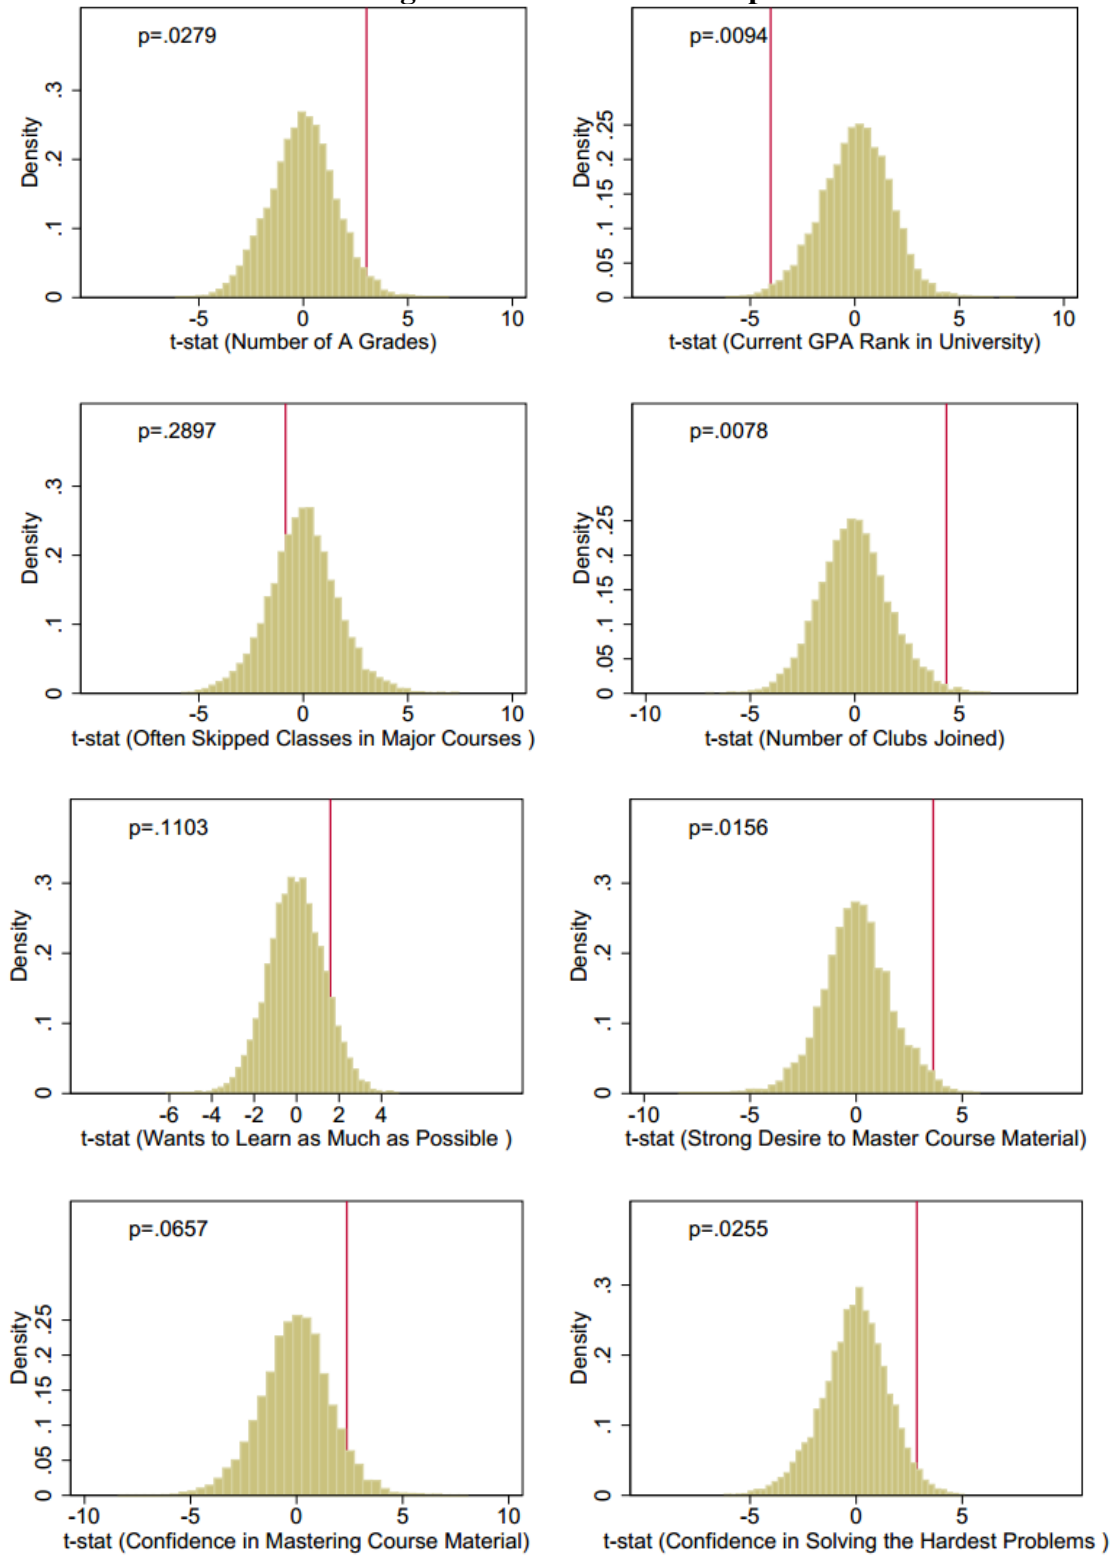 p=.0279
Density
0 .1 .2 .3
-5 0 5 10
t-stat (Number of A Grades)
p=.0094
Density
0 .05 .1 .15 .2 .25
-5 0 5 10
t-stat (Current GPA Rank in University)
p=.2897
Density
0 .1 .2 .3
-5 0 5 10
t-stat (Often Skipped Classes in Major Courses )
p=.0078
Density
0 .05 .1 .15 .2 .25
-10 -5 0 5
t-stat (Number of Clubs Joined)
p=.1103
Density
0 .1 .2 .3
-6 -4 -2 0 2 4
t-stat (Wants to Learn as Much as Possible )
p=.0156
Density
0 .1 .2 .3
-10 -5 0 5
t-stat (Strong Desire to Master Course Material)
p=.0657
Density
0 .05 .1 .15 .2 .25
-10 -5 0 5 10
t-stat (Confidence in Mastering Course Material)
p=.0255
Density
0 .1 .2 .3
-5 0 5
t-stat (Confidence in Solving the Hardest Problems )